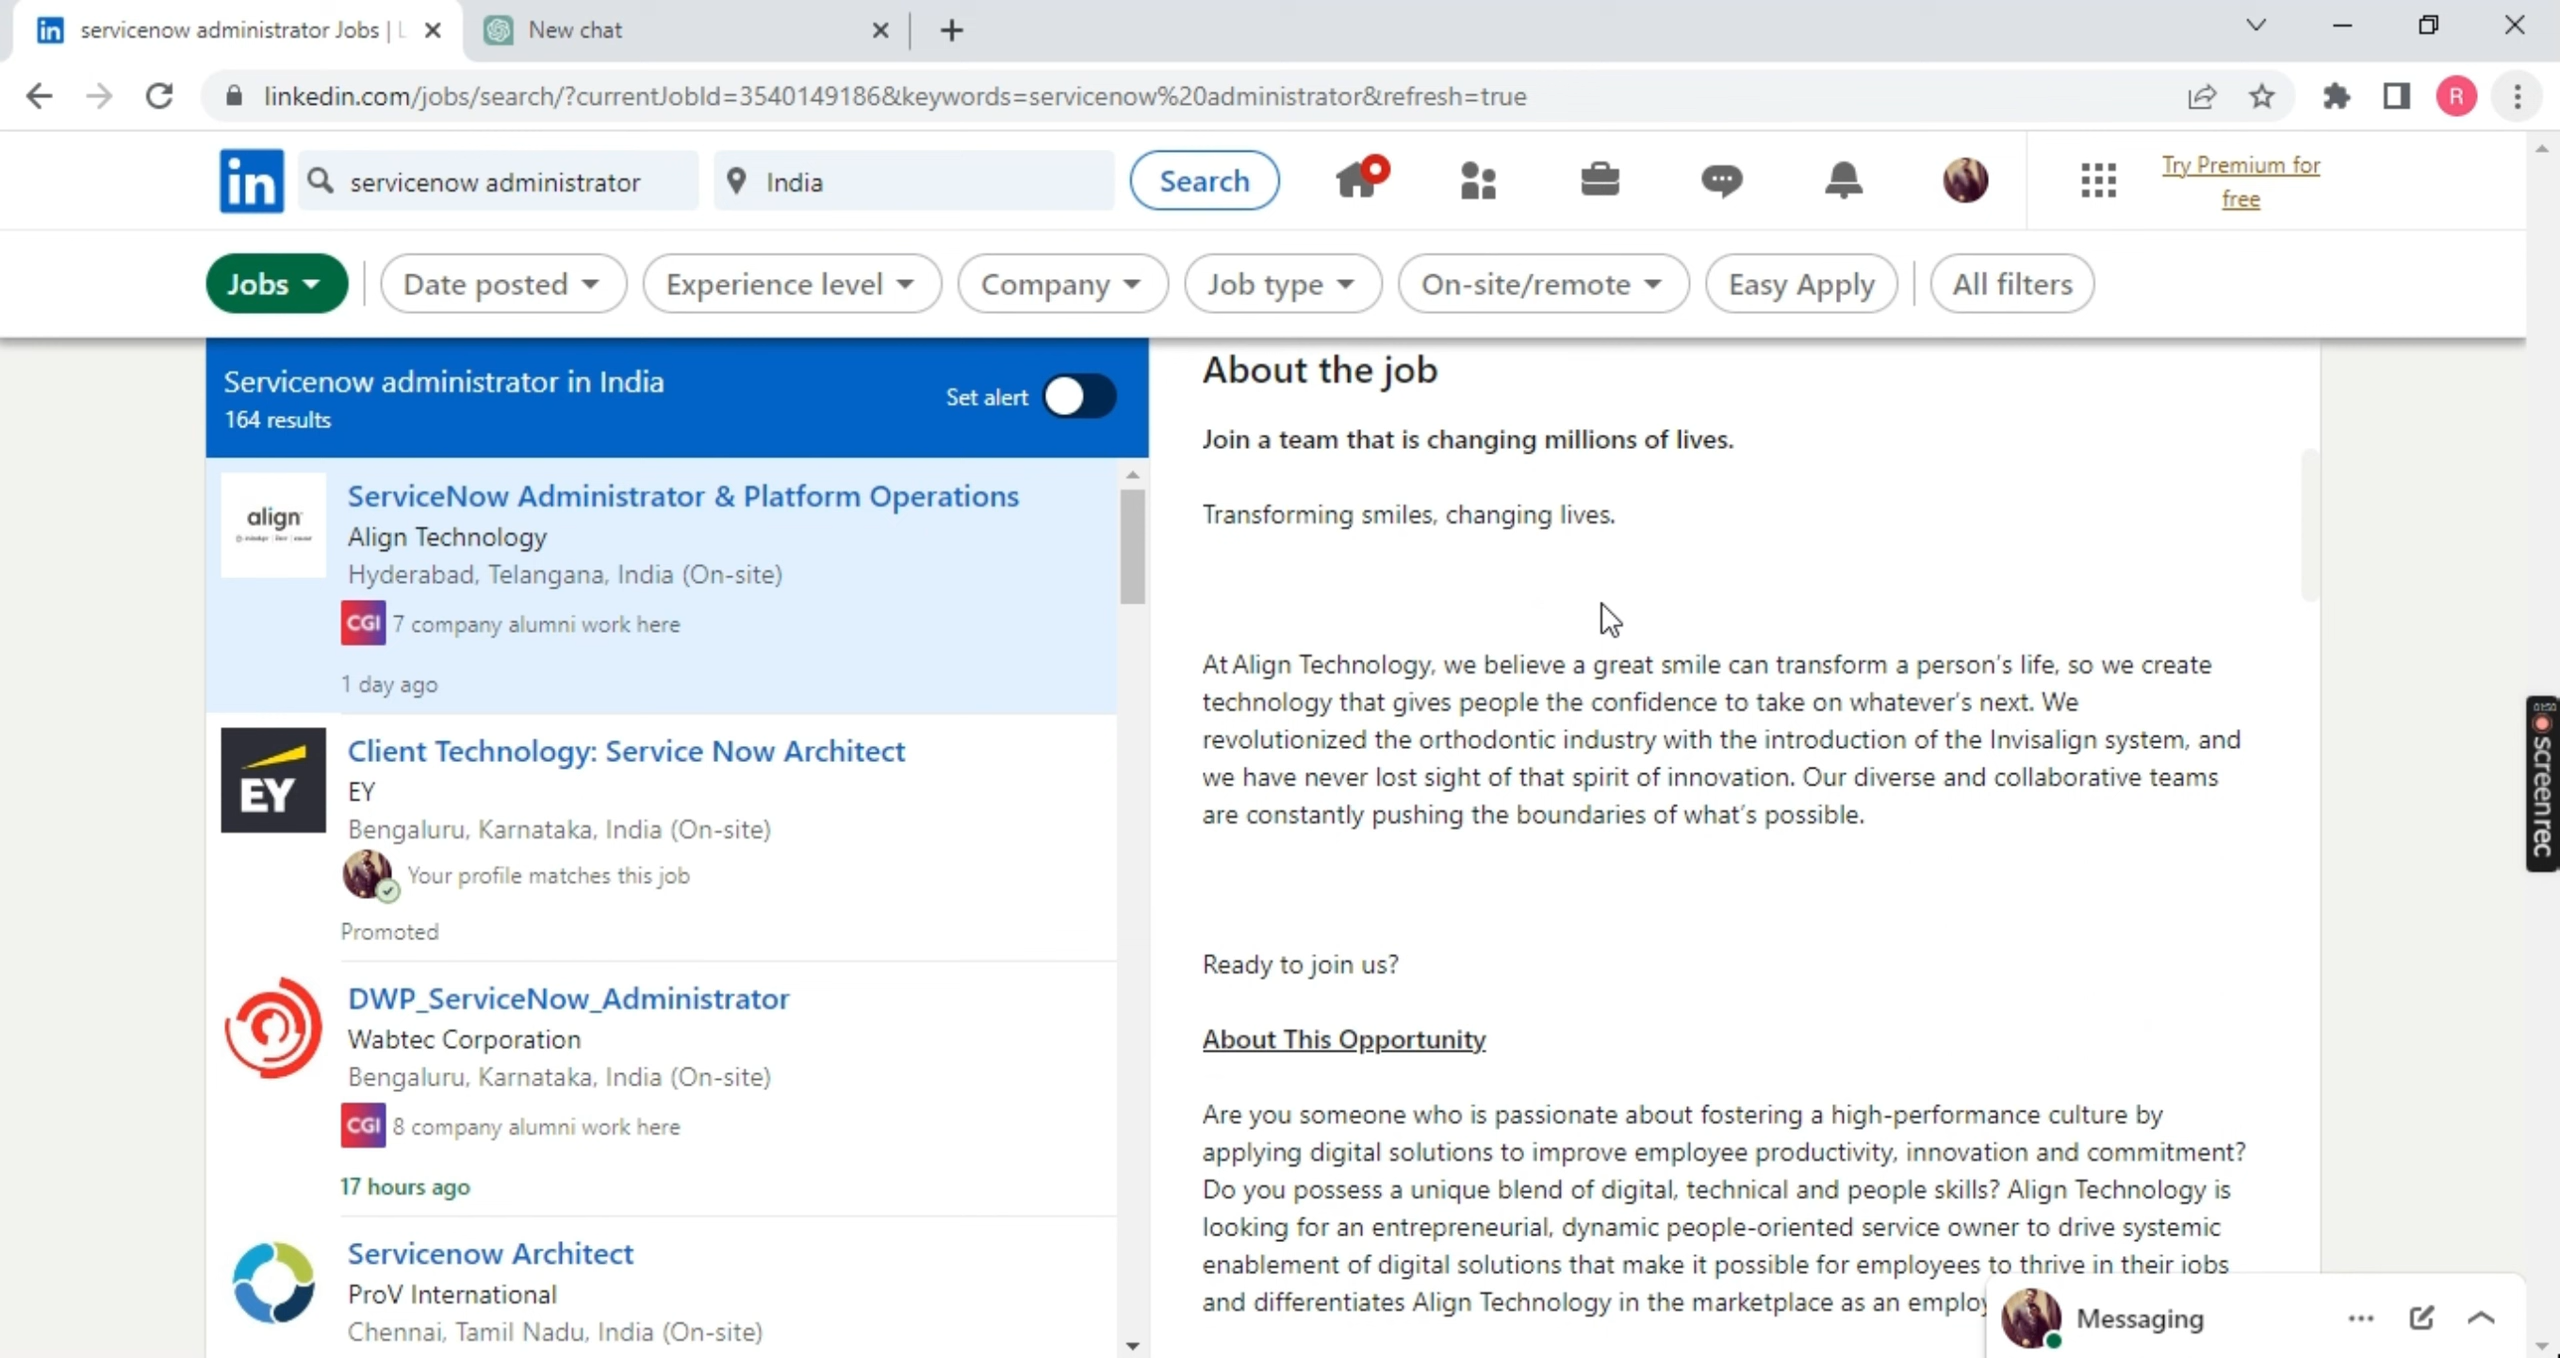 servicenow administrator Jobs | L
New chat
linkedin.com/jobs/search/?currentJobId=3540149186&keywords=servicenow%20administrator&refresh=true
R
in
servicenow administrator
India
Search
Try Premium for
free
Jobs
Date posted
Experience level
Company
Job type
On-site/remote
Easy Apply
All filters
Servicenow administrator in India
164 results
Set alert
align
ServiceNow Administrator & Platform Operations
Align Technology
Hyderabad, Telangana, India (On-site)
CGI 7 company alumni work here
1 day ago
EY
Client Technology: Service Now Architect
EY
Bengaluru, Karnataka, India (On-site)
Your profile matches this job
Promoted
DWP_ServiceNow_Administrator
Wabtec Corporation
Bengaluru, Karnataka, India (On-site)
CGI 8 company alumni work here
17 hours ago
Servicenow Architect
ProV International
Chennai, Tamil Nadu, India (On-site)
About the job
Join a team that is changing millions of lives.
Transforming smiles, changing lives.
At Align Technology, we believe a great smile can transform a person's life, so we create
technology that gives people the confidence to take on whatever's next. We
revolutionized the orthodontic industry with the introduction of the Invisalign system, and
we have never lost sight of that spirit of innovation. Our diverse and collaborative teams
are constantly pushing the boundaries of what's possible.
Ready to join us?
About This Opportunity
Are you someone who is passionate about fostering a high-performance culture by
applying digital solutions to improve employee productivity, innovation and commitment?
Do you possess a unique blend of digital, technical and people skills? Align Technology is
looking for an entrepreneurial, dynamic people-oriented service owner to drive systemic
enablement of digital solutions that make it possible for employees to thrive in their jobs
and differentiates Align Technology in the marketplace as an employ
Messaging
screenrec